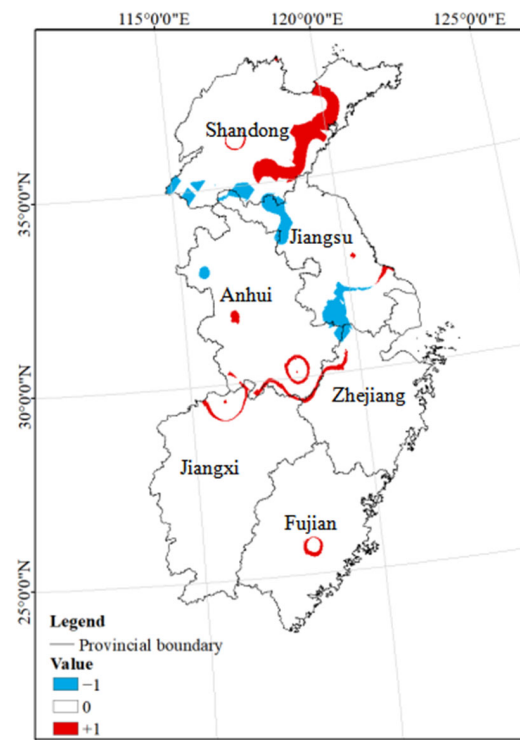 115°0'0"E 120°0'0"E 125°0'0"E
Shandong
35°0'0"N
Jiangsu
Anhui
30°0'0"N
Zhejiang
Jiangxi
Fujian
25°0'0"N
Legend
Provincial boundary
Value
−1
0
+1